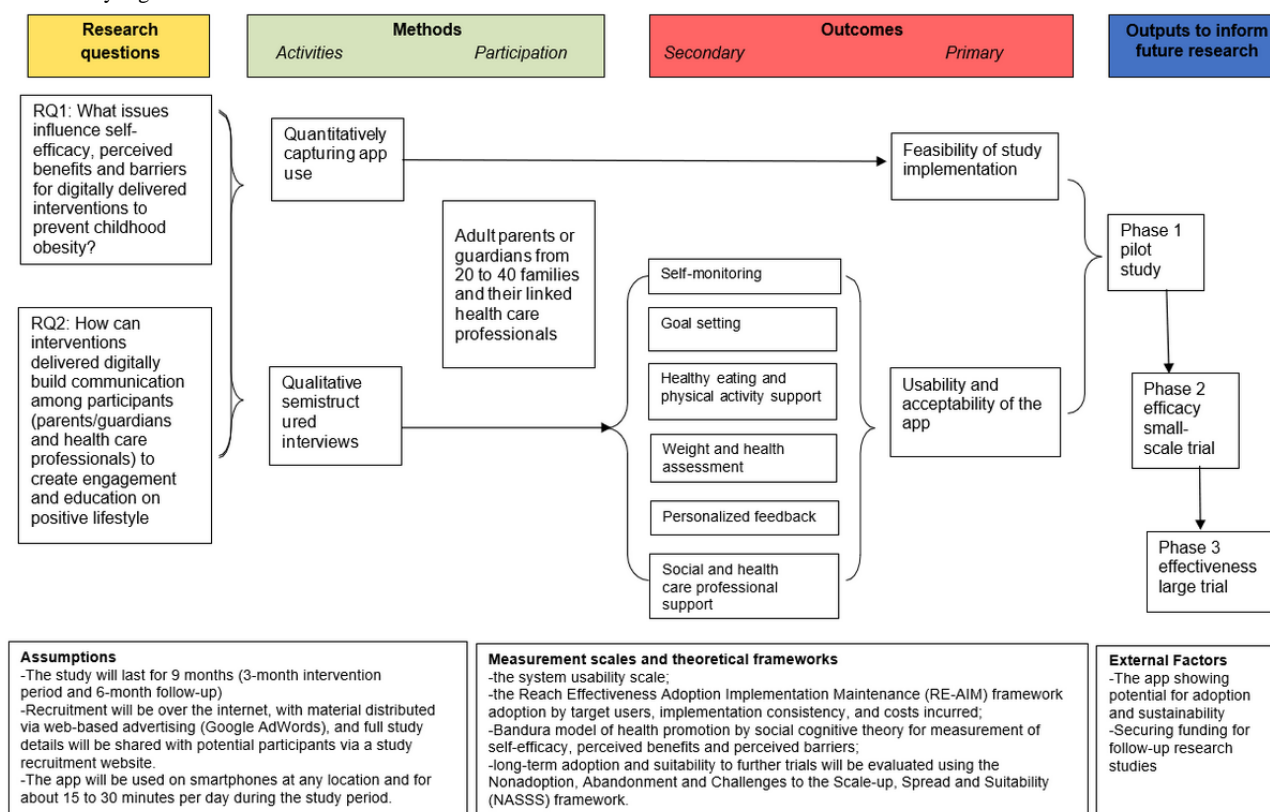 Research
questions
Methods
Activities
Participation
Outcomes
Secondary
Primary
Outputs to inform
future research
RQ1: What issues
influence self-
efficacy, perceived
benefits and barriers
for digitally delivered
interventions to
prevent childhood
obesity?
RQ2: How can
interventions
delivered digitally
build communication
among participants
(parents/guardians
and health care
professionals) to
create engagement
and education on
positive lifestyle
Quantitatively
capturing app
use
Qualitative
semistruct
ured
interviews
Adult parents or
guardians from
20 to 40 families
and their linked
health care
professionals
Self-monitoring
Goal setting
Healthy eating and
physical activity support
Weight and health
assessment
Personalized feedback
Social and health
care professional
support
Feasibility of study
implementation
Usability and
acceptability of the
app
Phase 1
pilot
study
Phase 2
efficacy
small-
scale trial
Phase 3
effectiveness
large trial
Assumptions
-The study will last for 9 months (3-month intervention
period and 6-month follow-up)
-Recruitment will be over the internet, with material distributed
via web-based advertising (Google AdWords), and full study
details will be shared with potential participants via a study
recruitment website.
-The app will be used on smartphones at any location and for
about 15 to 30 minutes per day during the study period.
Measurement scales and theoretical frameworks
-the system usability scale;
-the Reach Effectiveness Adoption Implementation Maintenance (RE-AIM) framework
adoption by target users, implementation consistency, and costs incurred;
-Bandura model of health promotion by social cognitive theory for measurement of
self-efficacy, perceived benefits and perceived barriers;
-long-term adoption and suitability to further trials will be evaluated using the
Nonadoption, Abandonment and Challenges to the Scale-up, Spread and Suitability
(NASSS) framework.
External Factors
-The app showing
potential for adoption
and sustainability
-Securing funding for
follow-up research
studies